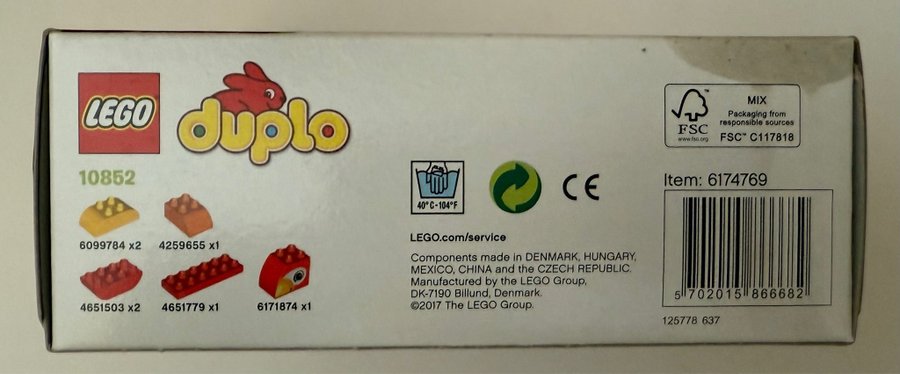 LEGO
duplo
10852
6099784 x2
4259655 x1
4651503 x2
4651779 x1
6171874 x1
40°C-104°F
CE
LEGO.com/service
Components made in DENMARK, HUNGARY,
MEXICO, CHINA and the CZECH REPUBLIC.
Manufactured by the LEGO Group,
DK-7190 Billund, Denmark.
©2017 The LEGO Group.
FSC
www.fsc.org
MIX
Packaging from
responsible sources
FSC™ C117818
Item: 6174769
5 702015 866682
125778 637